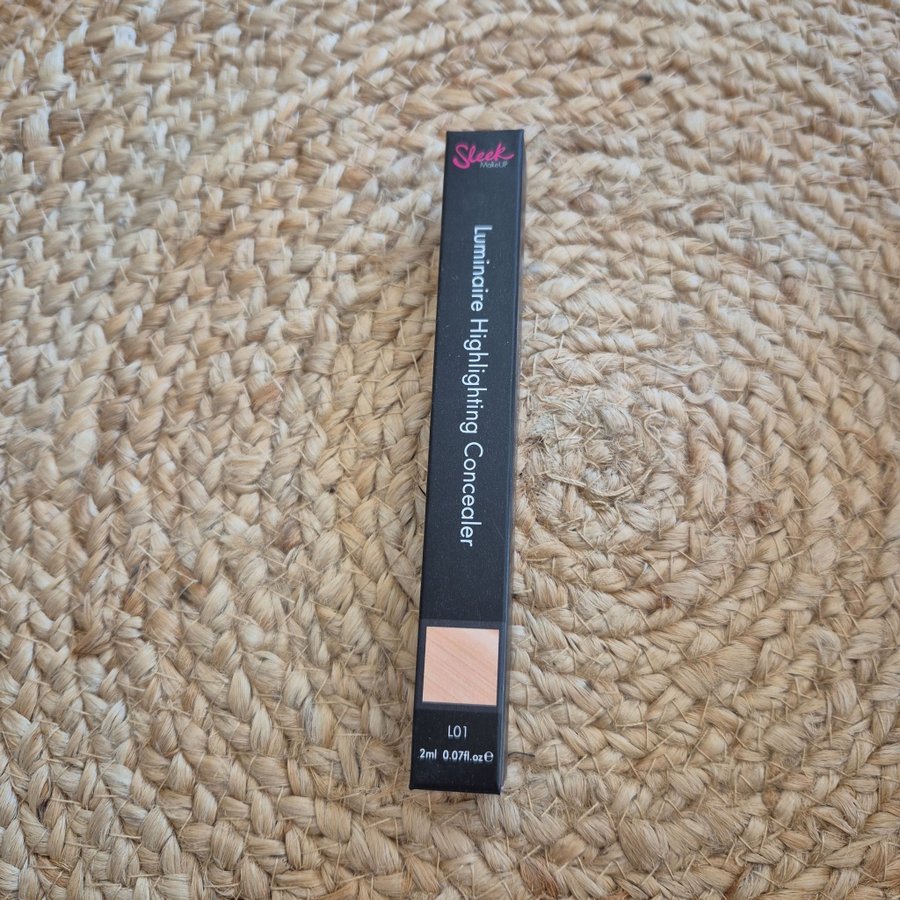 Sleek
MakeUP
Luminaire Highlighting Concealer
L01
2ml 0.07fl.oz℮